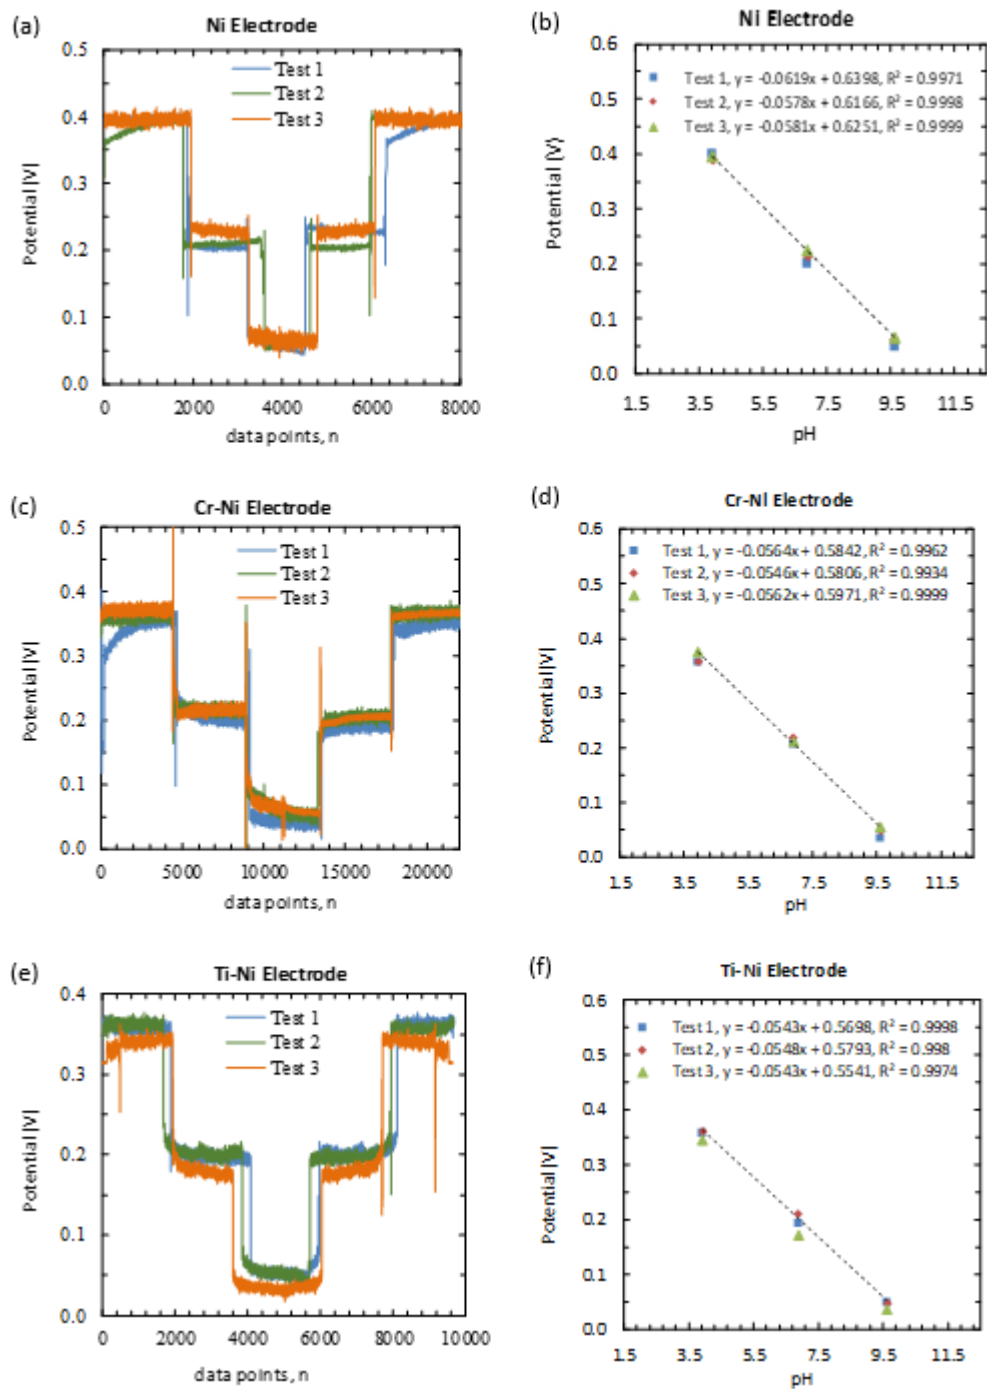 (a)
Ni Electrode
0.5
0.4
0.3
0.2
0.1
0.0
Potential|V|
Test 1
Test 2
Test 3
0
2000
4000
6000
8000
data points, n
(b)
Ni Electrode
0.6
0.5
0.4
0.3
0.2
0.1
0.0
Potential (V)
Test 1, y = -0.0619x + 0.6398, R² = 0.9971
Test 2, y = -0.0578x + 0.6166, R² = 0.9998
Test 3, y = -0.0581x + 0.6251, R² = 0.9999
1.5 3.5 5.5 7.5 9.5 11.5
pH
(c)
Cr-Ni Electrode
0.5
0.4
0.3
0.2
0.1
0.0
Potential|V|
Test 1
Test 2
Test 3
0 5000 10000 15000 20000
data points, n
(d)
Cr-Ni Electrode
0.6
0.5
0.4
0.3
0.2
0.1
0.0
Potential|V|
Test 1, y = -0.0564x + 0.5842, R² = 0.9962
Test 2, y = -0.0546x + 0.5806, R² = 0.9934
Test 3, y = -0.0562x + 0.5971, R² = 0.9999
1.5 3.5 5.5 7.5 9.5 11.5
pH
(e)
Ti-Ni Electrode
0.4
0.3
0.2
0.1
0.0
Potential|V|
Test 1
Test 2
Test 3
0 2000 4000 6000 8000 10000
data points, n
(f)
Ti-Ni Electrode
0.6
0.5
0.4
0.3
0.2
0.1
0.0
Potential|V|
Test 1, y = -0.0543x + 0.5698, R² = 0.9998
Test 2, y = -0.0548x + 0.5793, R² = 0.998
Test 3, y = -0.0543x + 0.5541, R² = 0.9974
1.5 3.5 5.5 7.5 9.5 11.5
pH